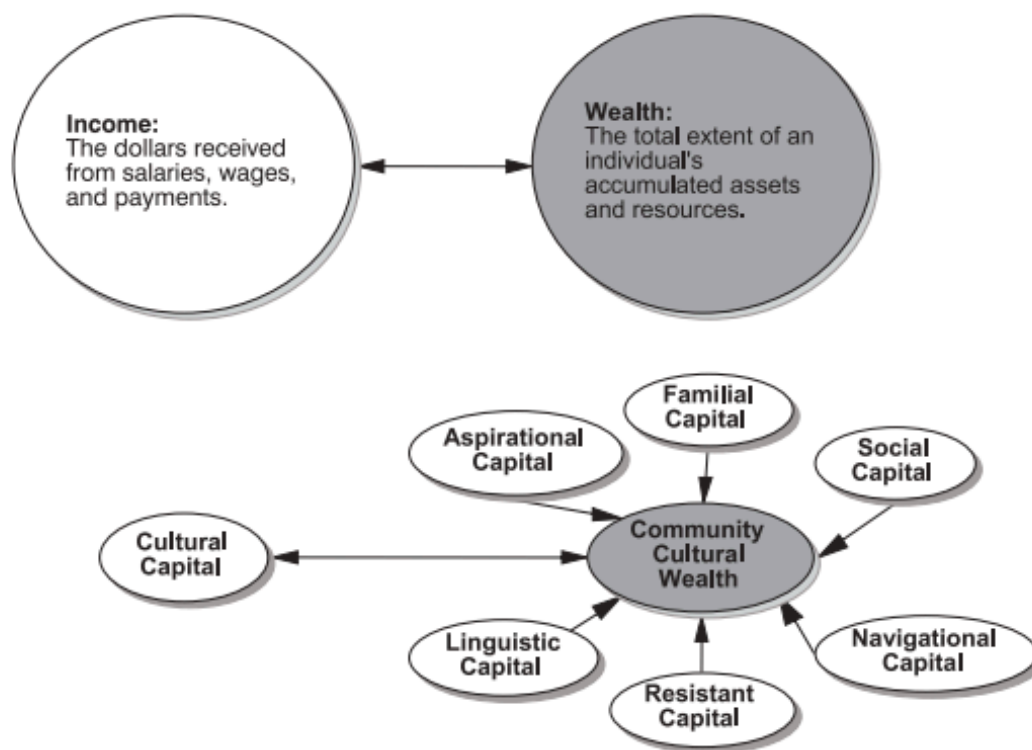 Income:
The dollars received
from salaries, wages,
and payments.
Wealth:
The total extent of an
individual's
accumulated assets
and resources.
Familial
Capital
Aspirational
Capital
Social
Capital
Cultural
Capital
Community
Cultural
Wealth
Linguistic
Capital
Resistant
Capital
Navigational
Capital